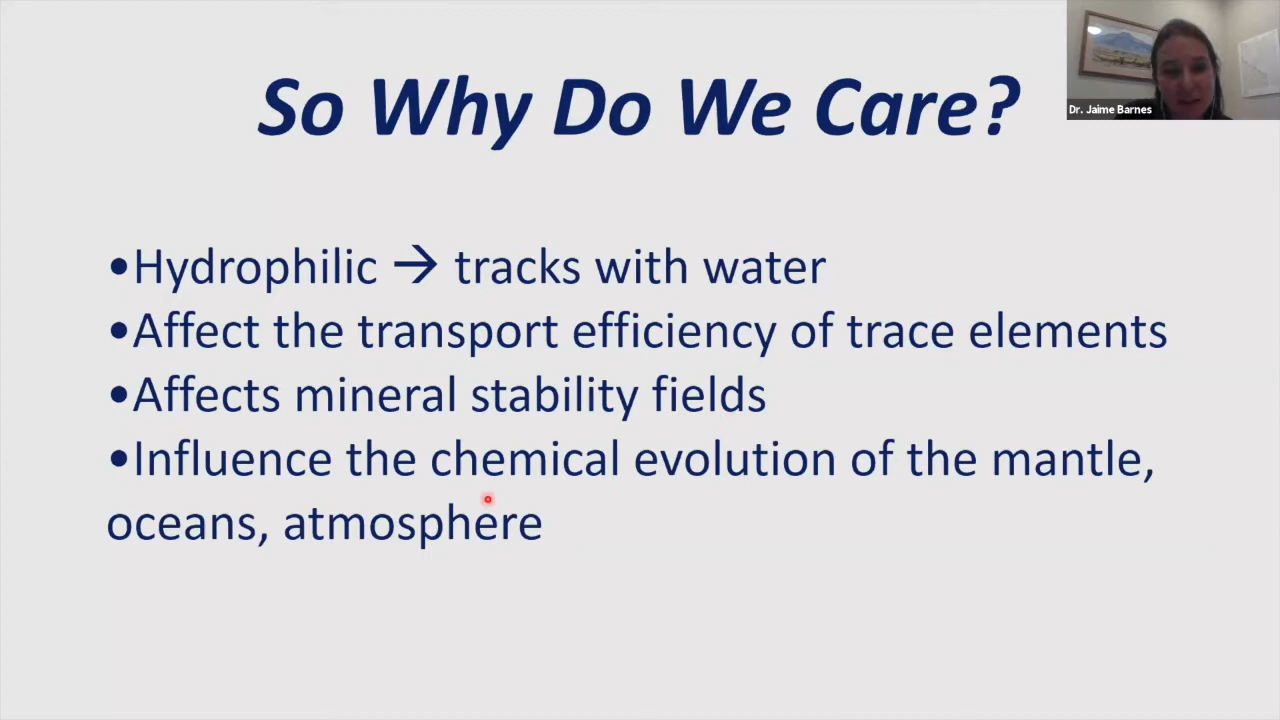 So Why Do We Care?
Dr. Jaime Barnes
•Hydrophilic → tracks with water
•Affect the transport efficiency of trace elements
•Affects mineral stability fields
•Influence the chemical evolution of the mantle,
oceans, atmosphere